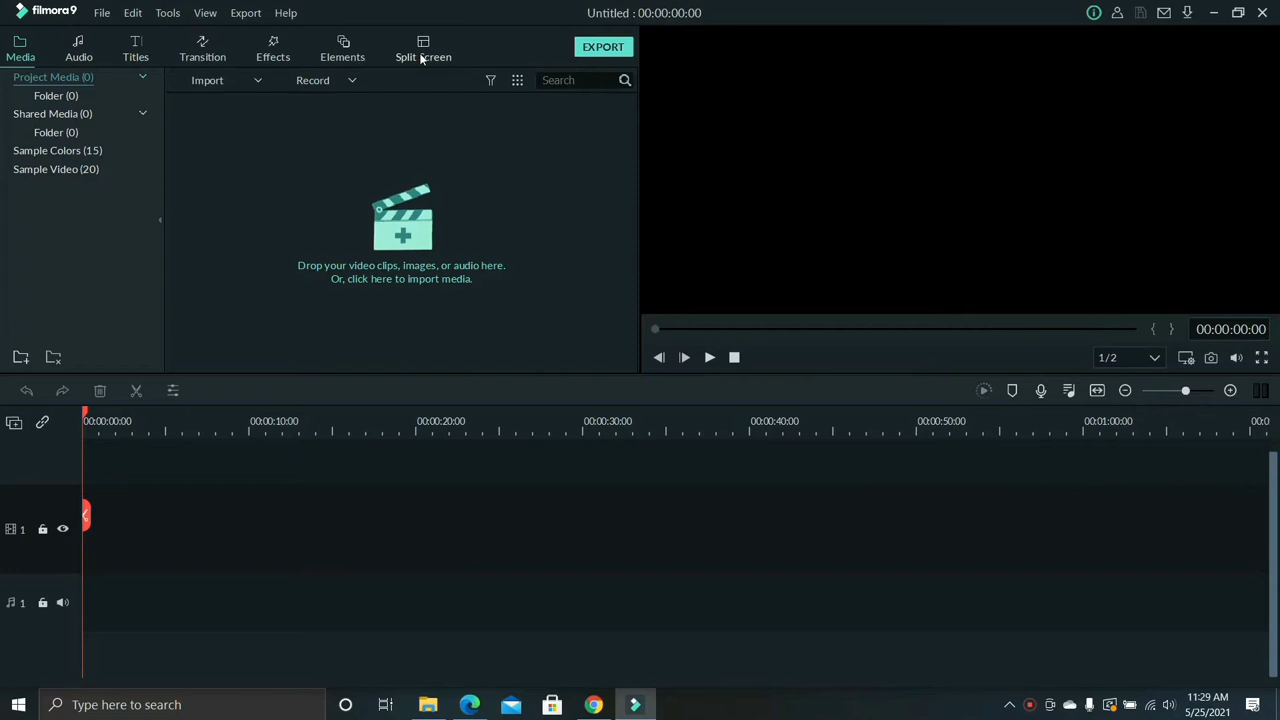 filmora9 File Edit Tools View Export Help Untitled : 00:00:00:00
Media Audio Titles Transition Effects Elements Split Screen EXPORT
Project Media (0)
Folder (0)
Shared Media (0)
Folder (0)
Sample Colors (15)
Sample Video (20)
Import Record Search
Drop your video clips, images, or audio here.
Or, click here to import media.
{ } 00:00:00:00
1/2
00:00:00:00 00:00:10:00 00:00:20:00 00:00:30:00 00:00:40:00 00:00:50:00 00:01:00:00 00:0
1
1
Type here to search
11:29 AM
5/25/2021